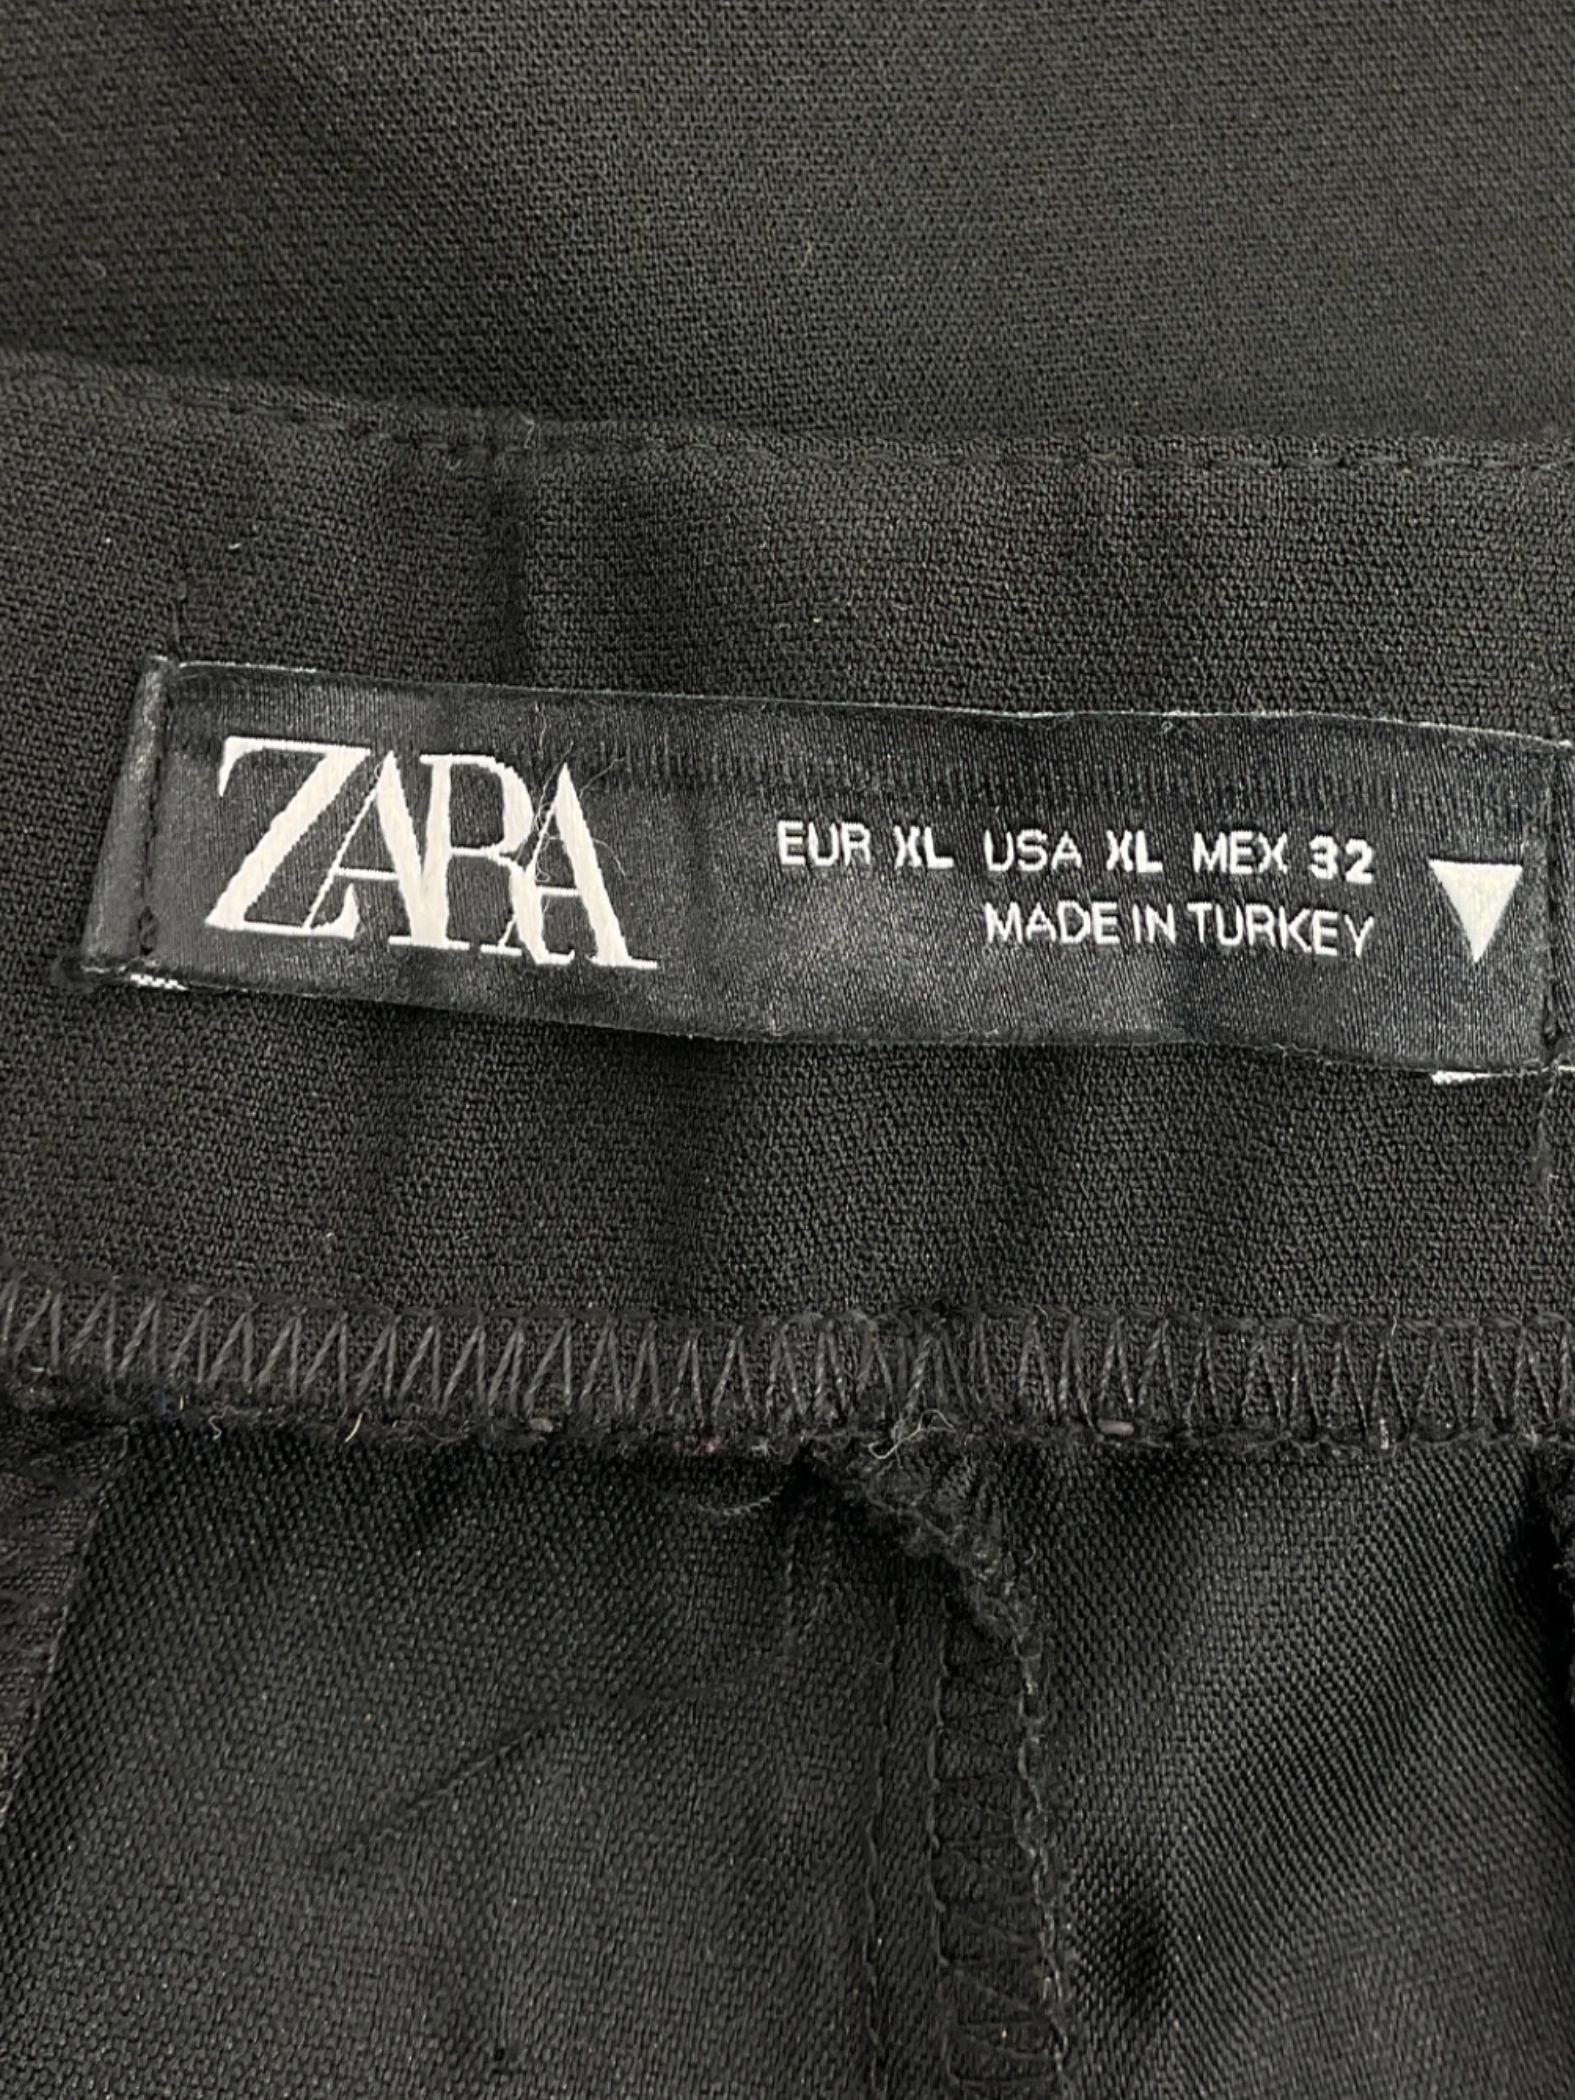 ZARA
EUR XL USA XL MEX 32
MADE IN TURKEY